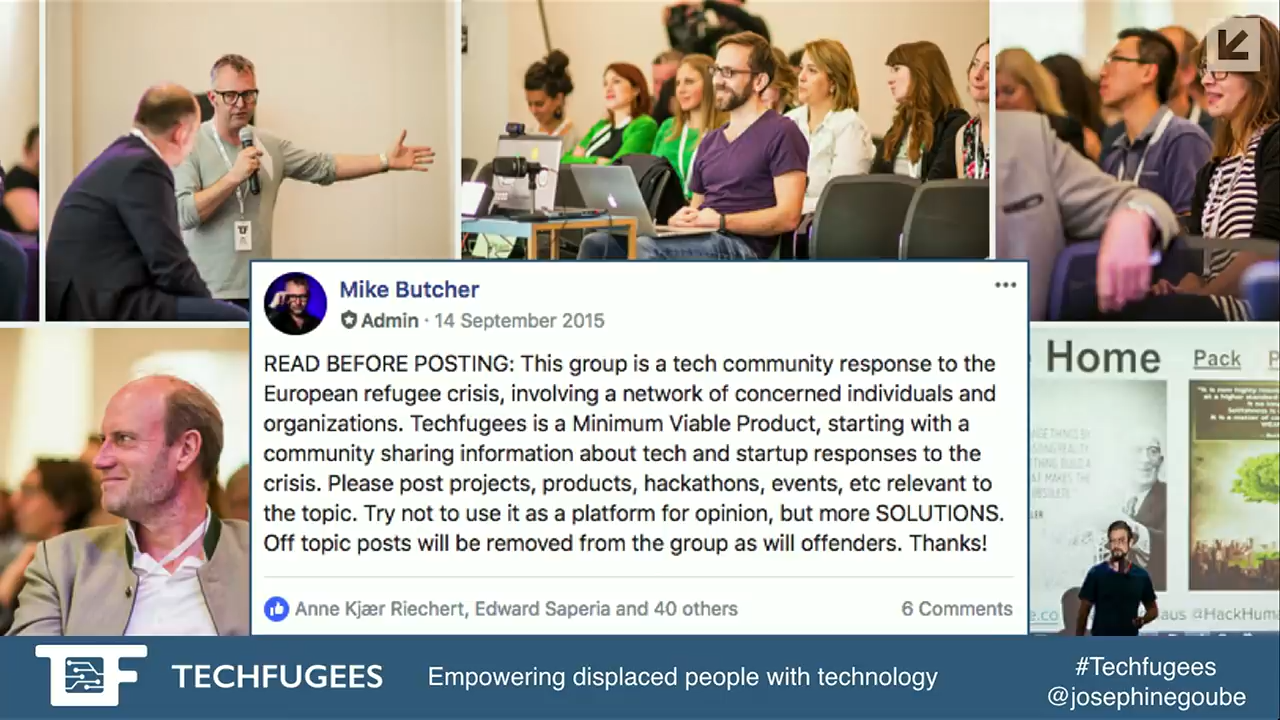 Mike Butcher
Admin · 14 September 2015
READ BEFORE POSTING: This group is a tech community response to the
European refugee crisis, involving a network of concerned individuals and
organizations. Techfugees is a Minimum Viable Product, starting with a
community sharing information about tech and startup responses to the
crisis. Please post projects, products, hackathons, events, etc relevant to
the topic. Try not to use it as a platform for opinion, but more SOLUTIONS.
Off topic posts will be removed from the group as will offenders. Thanks!
Anne Kjær Riechert, Edward Saperia and 40 others
6 Comments
Home
Pack
P
e.co
aus @HackHuma
TF
TECHFUGEES
Empowering displaced people with technology
#Techfugees
@josephinegoube